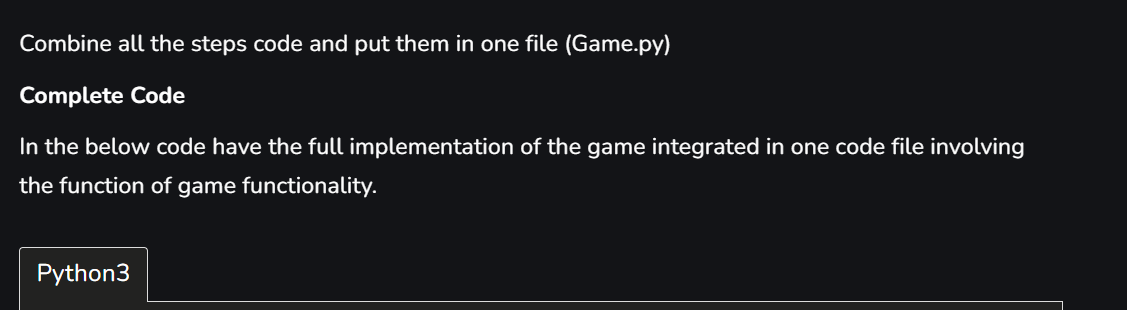 Combine all the steps code and put them in one file (Game.py)
Complete Code
In the below code have the full implementation of the game integrated in one code file involving
the function of game functionality.
Python3